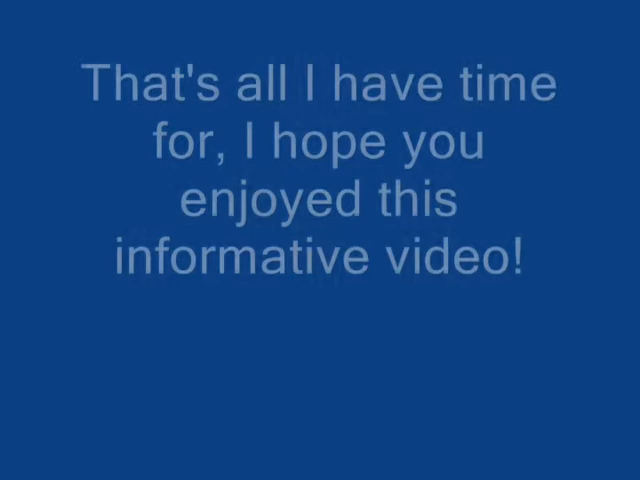 That's all I have time
for, I hope you
enjoyed this
informative video!